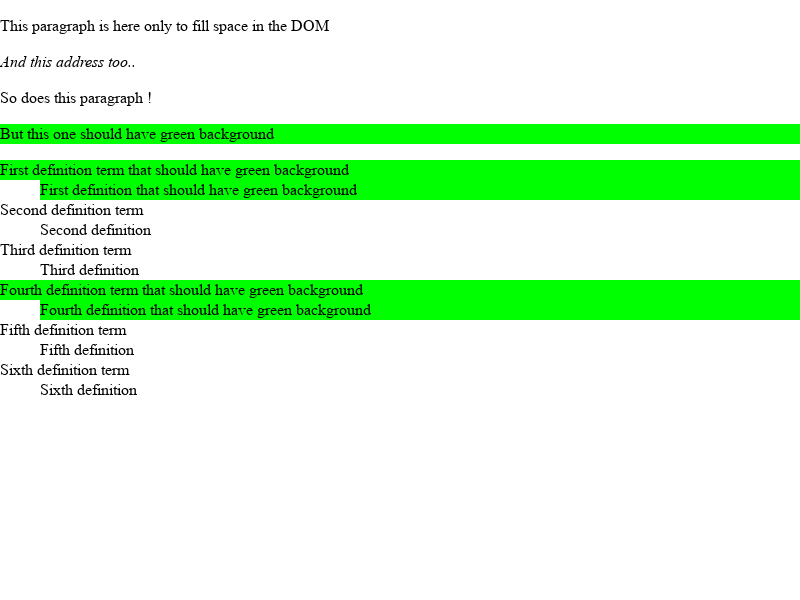 This paragraph is here only to fill space in the DOM
And this address too..
So does this paragraph !
But this one should have green background
First definition term that should have green background
First definition that should have green background
Second definition term
Second definition
Third definition term
Third definition
Fourth definition term that should have green background
Fourth definition that should have green background
Fifth definition term
Fifth definition
Sixth definition term
Sixth definition